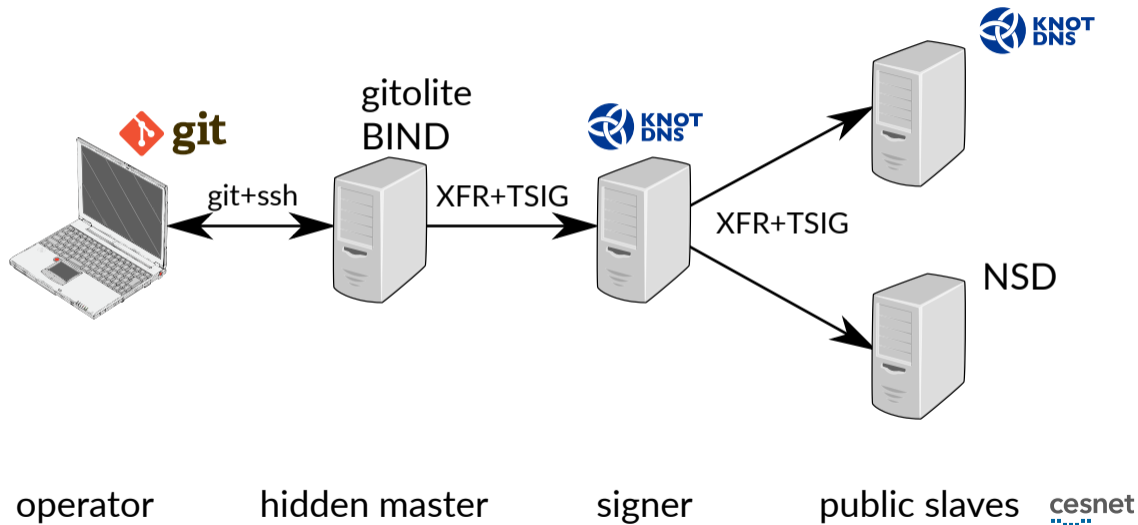 KNOT
DNS
gitolite
BIND
git
KNOT
DNS
git+ssh
XFR+TSIG
XFR+TSIG
NSD
operator
hidden master
signer
public slaves
cesnet